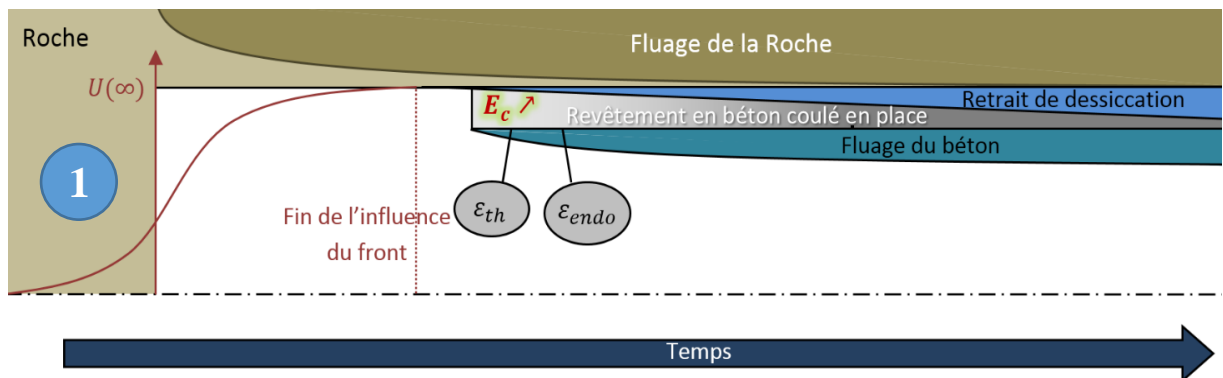 Roche
Fluage de la Roche
U(∞)
E_c ↗
Retrait de dessiccation
Revêtement en béton coulé en place
Fluage du béton
1
ε_th
ε_endo
Fin de l'influence
du front
Temps